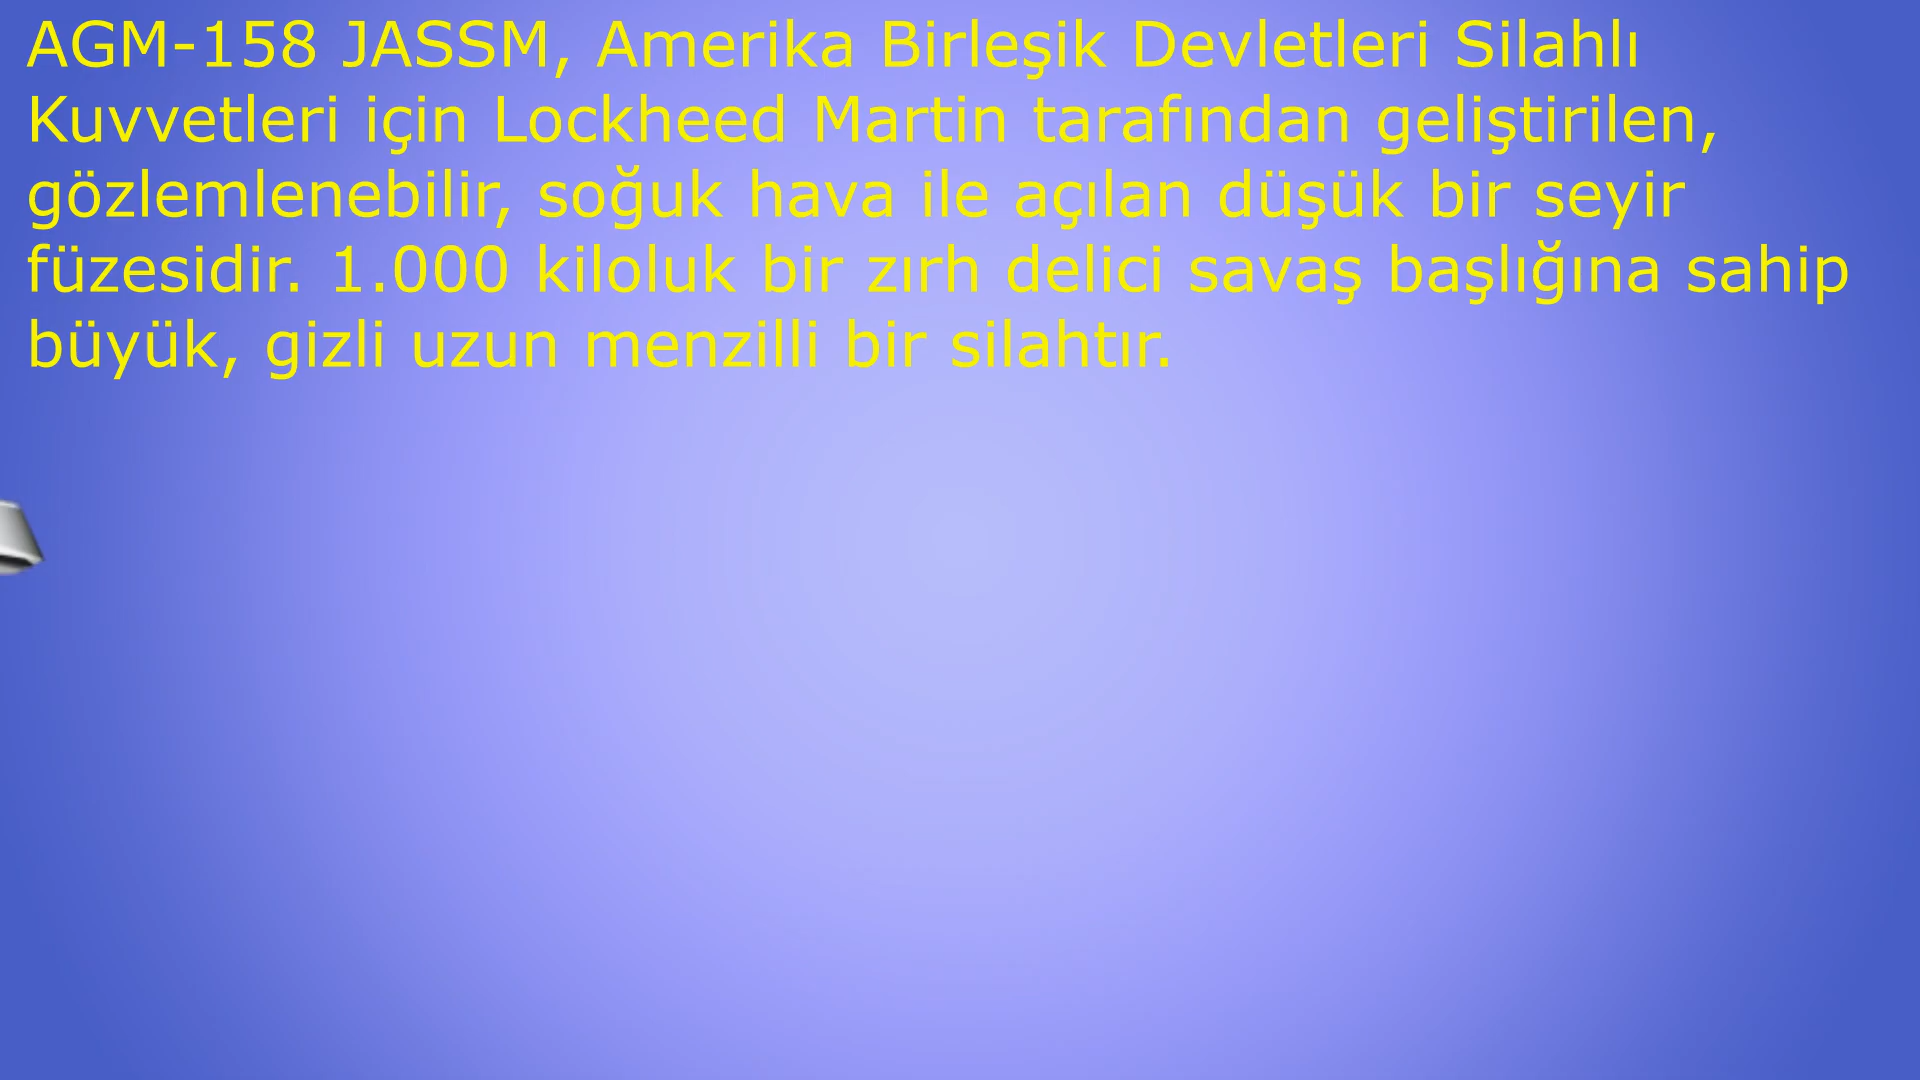 AGM-158 JASSM, Amerika Birleşik Devletleri Silahlı
Kuvvetleri için Lockheed Martin tarafından geliştirilen,
gözlemlenebilir, soğuk hava ile açılan düşük bir seyir
füzesidir. 1.000 kiloluk bir zırh delici savaş başlığına sahip
büyük, gizli uzun menzilli bir silahtır.